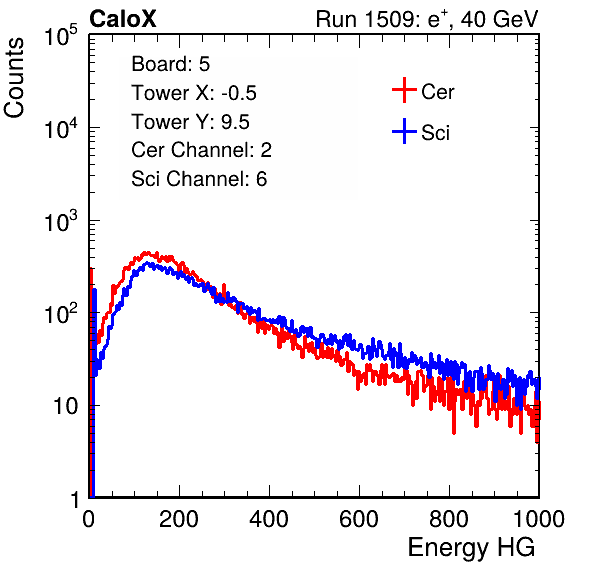 CaloX Run 1509: e⁺, 40 GeV
Counts
Board: 5
Tower X: -0.5
Tower Y: 9.5
Cer Channel: 2
Sci Channel: 6
Cer
Sci
10⁵
10⁴
10³
10²
10
1
0 200 400 600 800 1000
Energy HG